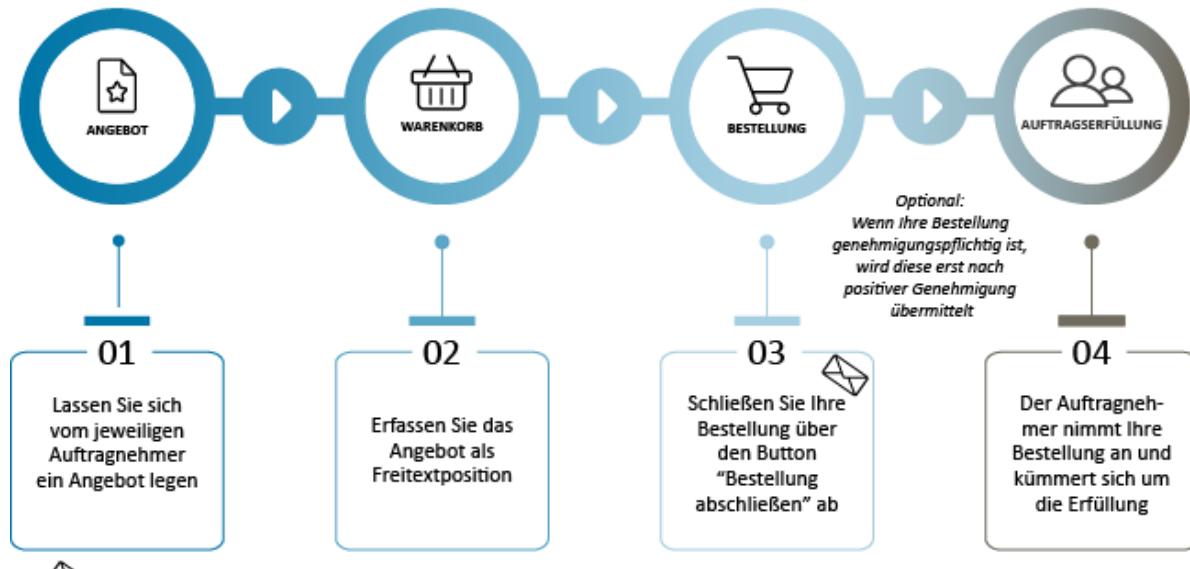 ANGEBOT
WARENKORB
BESTELLUNG
AUFTRAGSERFÜLLUNG
Optional:
Wenn Ihre Bestellung
genehmigungspflichtig ist,
wird diese erst nach
positiver Genehmigung
übermittelt
01
Lassen Sie sich
vom jeweiligen
Auftragnehmer
ein Angebot legen
02
Erfassen Sie das
Angebot als
Freitextposition
03
Schließen Sie Ihre
Bestellung über
den Button
“Bestellung
abschließen” ab
04
Der Auftragneh-
mer nimmt Ihre
Bestellung an und
kümmert sich um
die Erfüllung